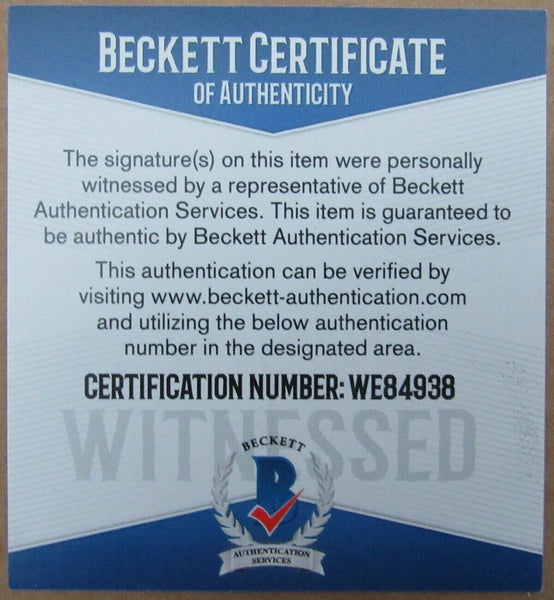 BECKETT CERTIFICATE
OF AUTHENTICITY
The signature(s) on this item were personally
witnessed by a representative of Beckett
Authentication Services. This item is guaranteed to
be authentic by Beckett Authentication Services.
This authentication can be verified by
visiting www.beckett-authentication.com
and utilizing the below authentication
number in the designated area.
CERTIFICATION NUMBER: WE84938
WITNESSED
BECKETT
B
AUTHENTICATION
SERVICES